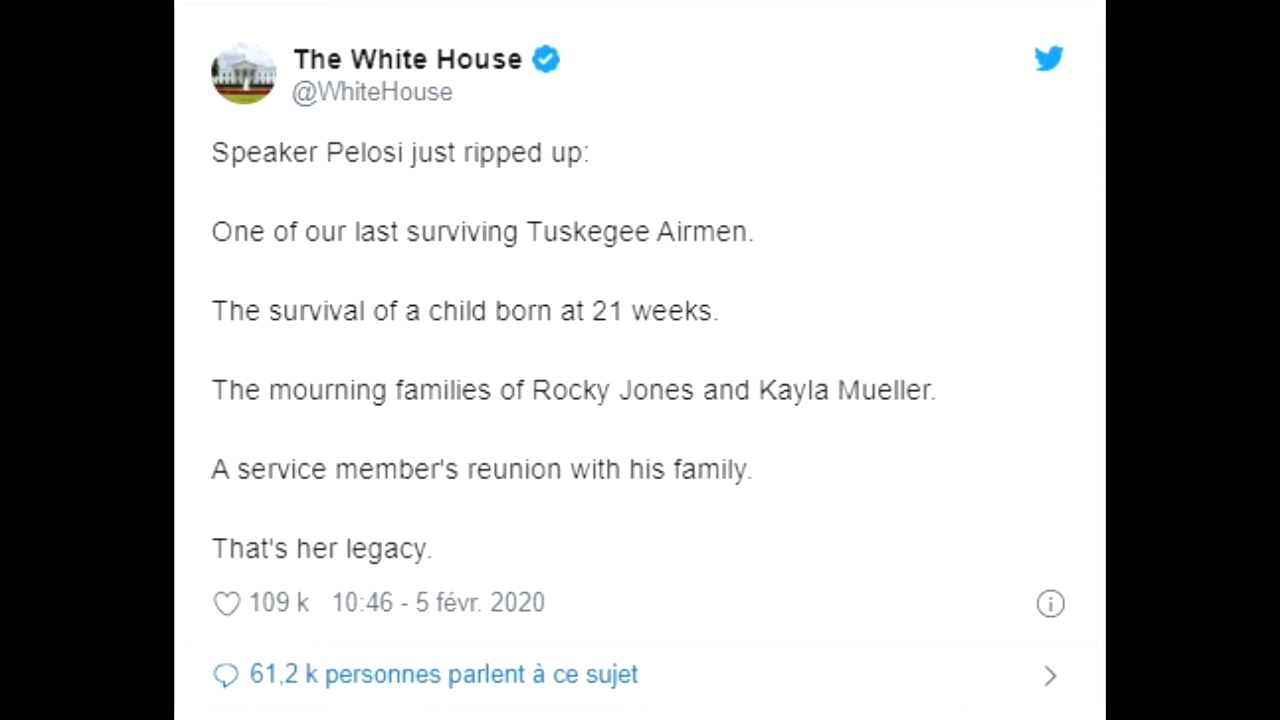 The White House
@WhiteHouse
Speaker Pelosi just ripped up:
One of our last surviving Tuskegee Airmen.
The survival of a child born at 21 weeks.
The mourning families of Rocky Jones and Kayla Mueller.
A service member's reunion with his family.
That's her legacy.
109 k 10:46 - 5 févr. 2020
61,2 k personnes parlent à ce sujet